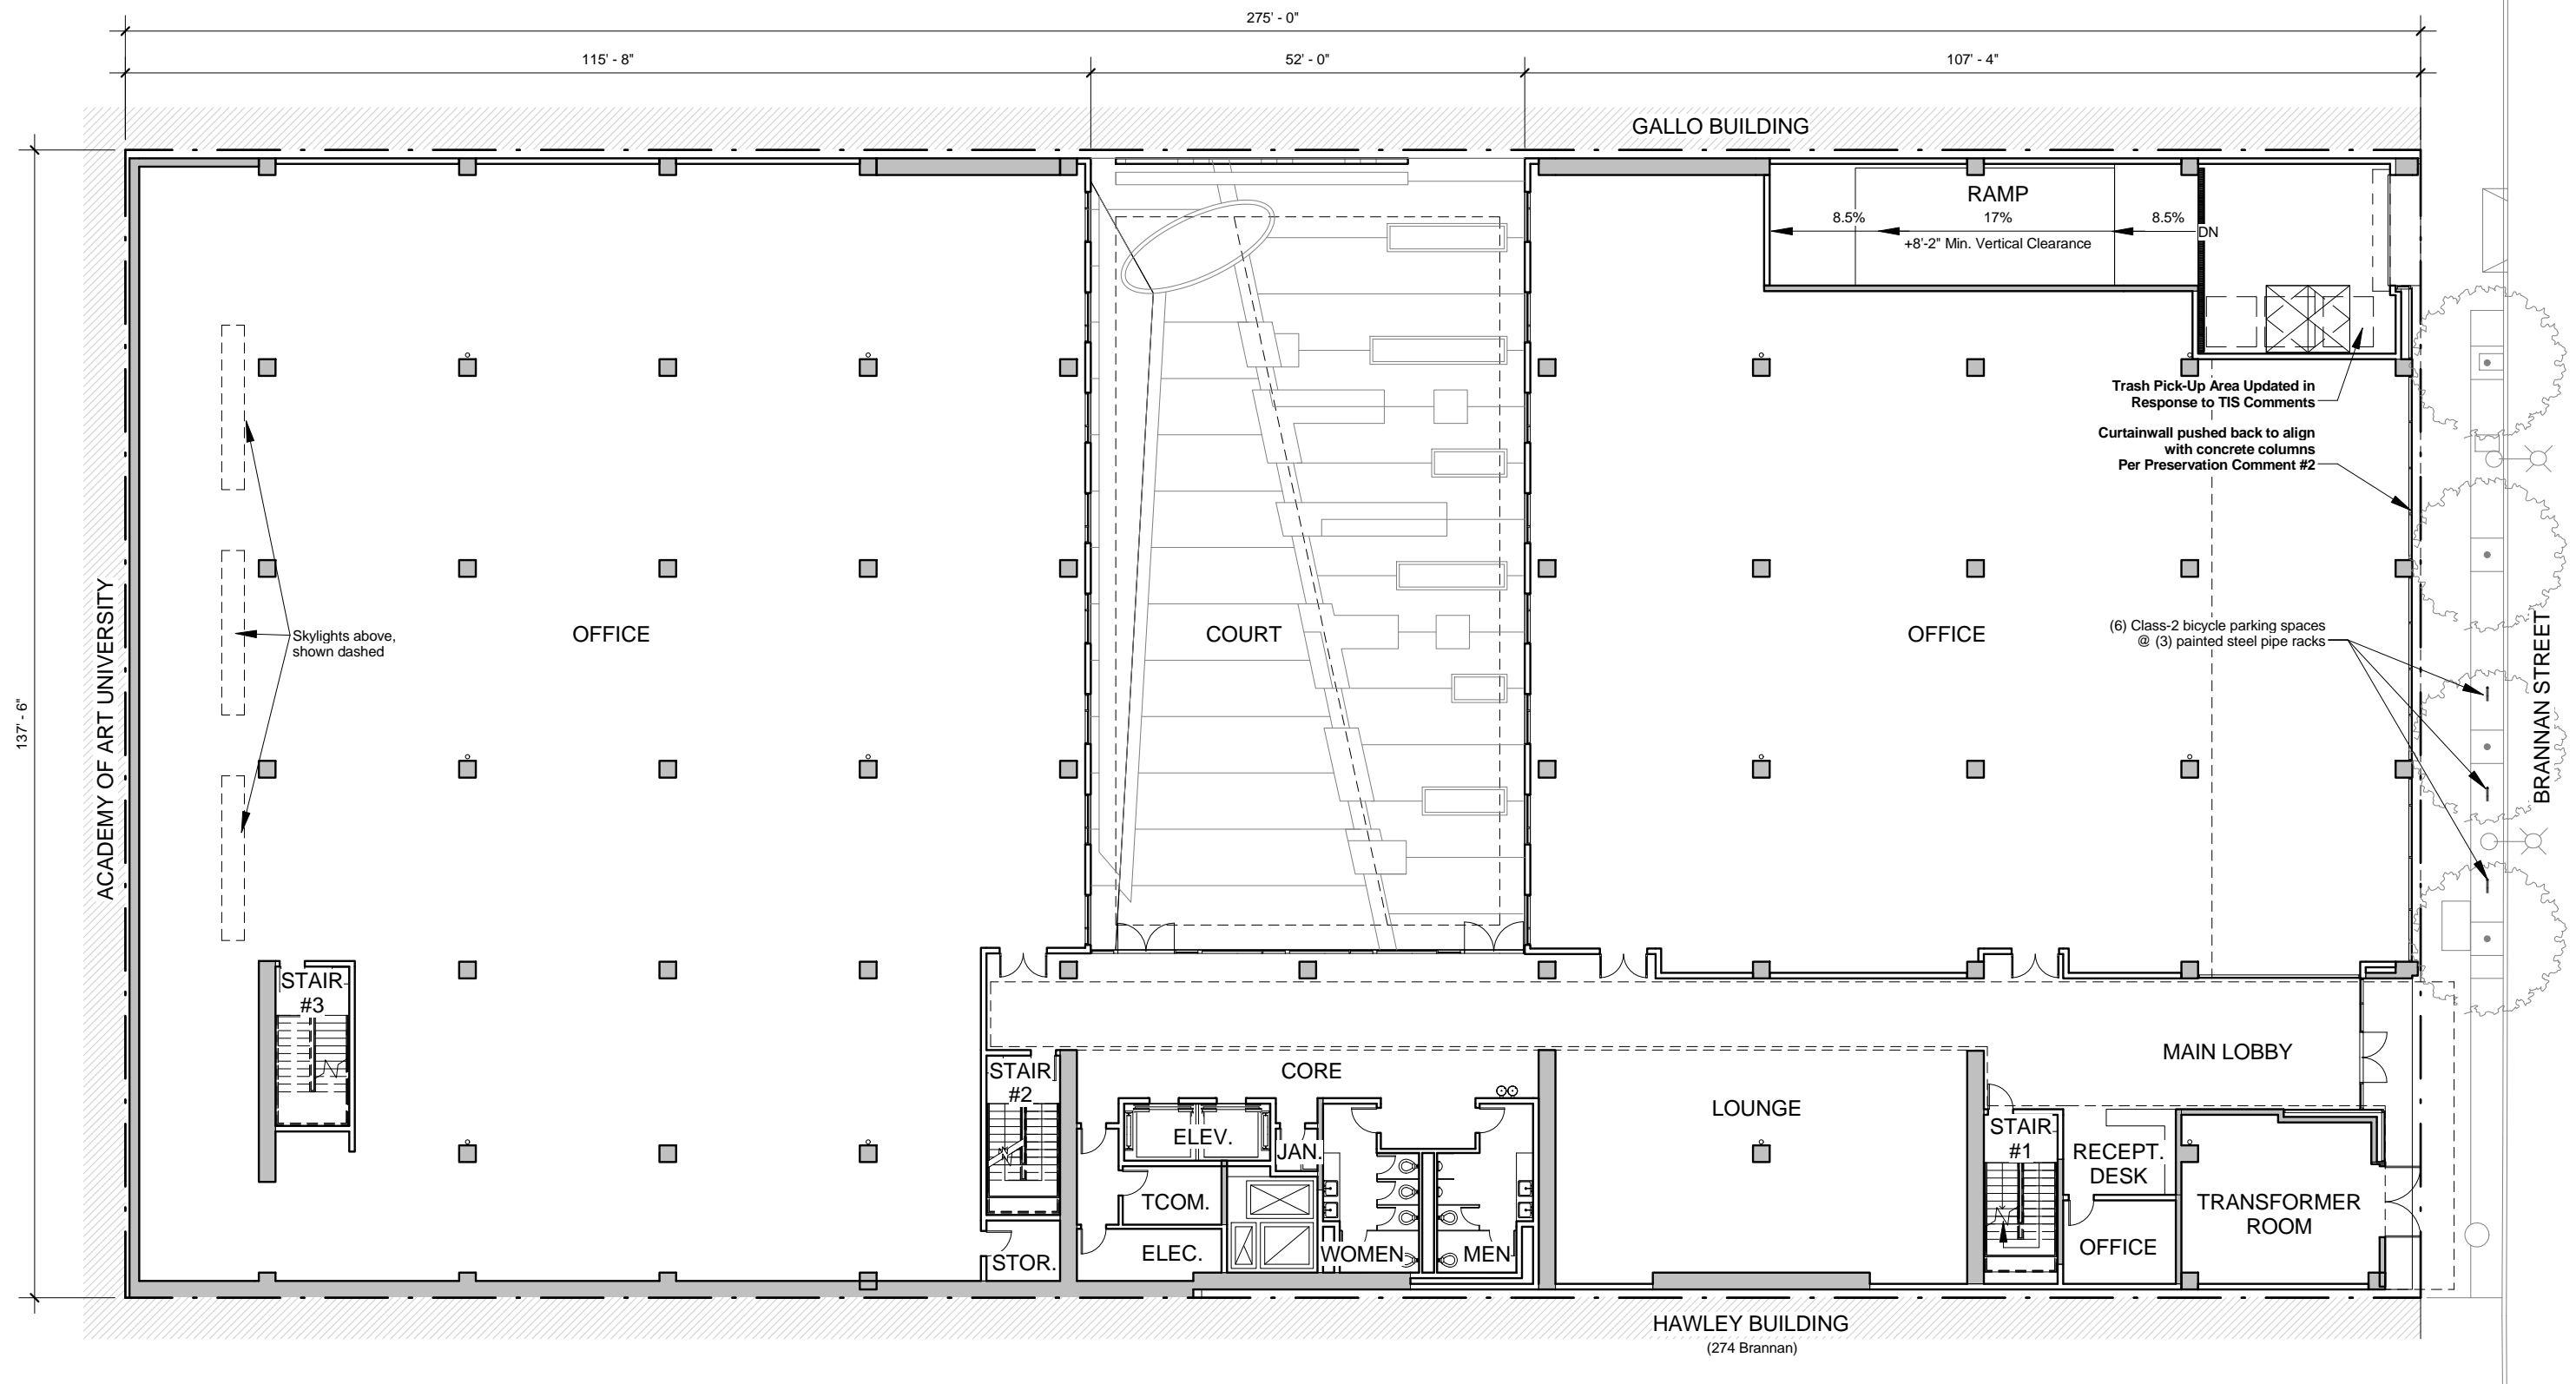 275' - 0"
115' - 8"
52' - 0"
107' - 4"
GALLO BUILDING
RAMP
8.5%
17%
8.5%
DN
+8'-2" Min. Vertical Clearance
Trash Pick-Up Area Updated in
Response to TIS Comments
Curtainwall pushed back to align
with concrete columns
Per Preservation Comment #2
ACADEMY OF ART UNIVERSITY
137' - 6"
Skylights above,
shown dashed
OFFICE
COURT
OFFICE
(6) Class-2 bicycle parking spaces
@ (3) painted steel pipe racks
BRANNAN STREET
STAIR
#3
STAIR
#2
CORE
MAIN LOBBY
LOUNGE
ELEV.
JAN.
STAIR
#1
RECEPT.
DESK
TCOM.
TRANSFORMER
ROOM
ELEC.
STOR.
WOMEN
MEN
OFFICE
HAWLEY BUILDING
(274 Brannan)